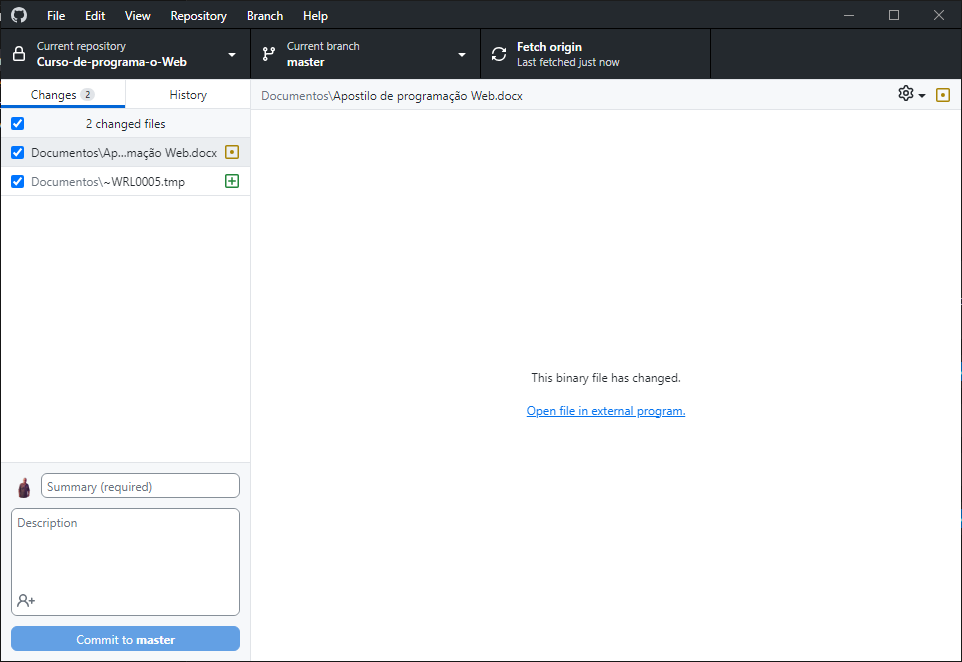 File Edit View Repository Branch Help
Current repository
Curso-de-programa-o-Web
Current branch
master
Fetch origin
Last fetched just now
Changes 2
History
Documentos\Apostilo de programação Web.docx
2 changed files
Documentos\Ap...mação Web.docx
Documentos\~WRL0005.tmp
This binary file has changed.
Open file in external program.
Summary (required)
Description
Commit to master